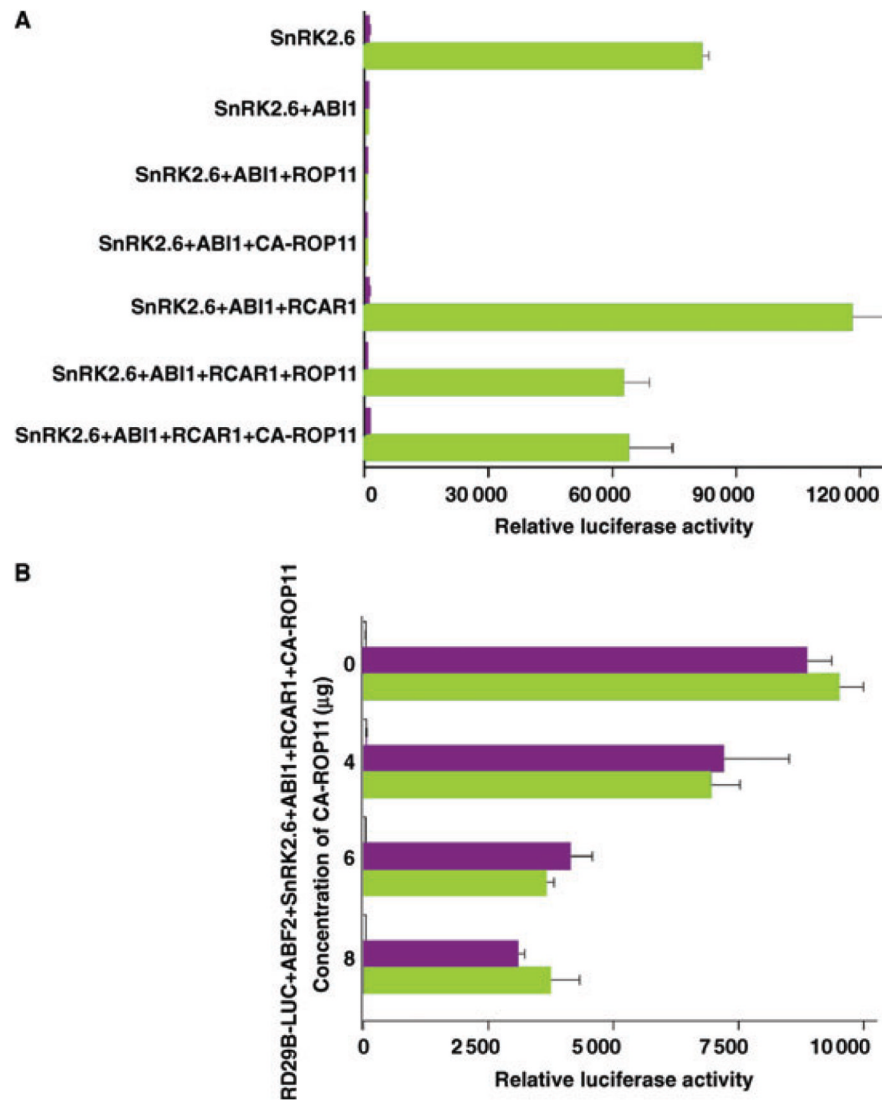 A
SnRK2.6
SnRK2.6+ABI1
SnRK2.6+ABI1+ROP11
SnRK2.6+ABI1+CA-ROP11
SnRK2.6+ABI1+RCAR1
SnRK2.6+ABI1+RCAR1+ROP11
SnRK2.6+ABI1+RCAR1+CA-ROP11
0 30 000 60 000 90 000 120 000
Relative luciferase activity
B
RD29B-LUC+ABF2+SnRK2.6+ABI1+RCAR1+CA-ROP11
Concentration of CA-ROP11 (µg)
0
4
6
8
0 2 500 5 000 7 500 10 000
Relative luciferase activity